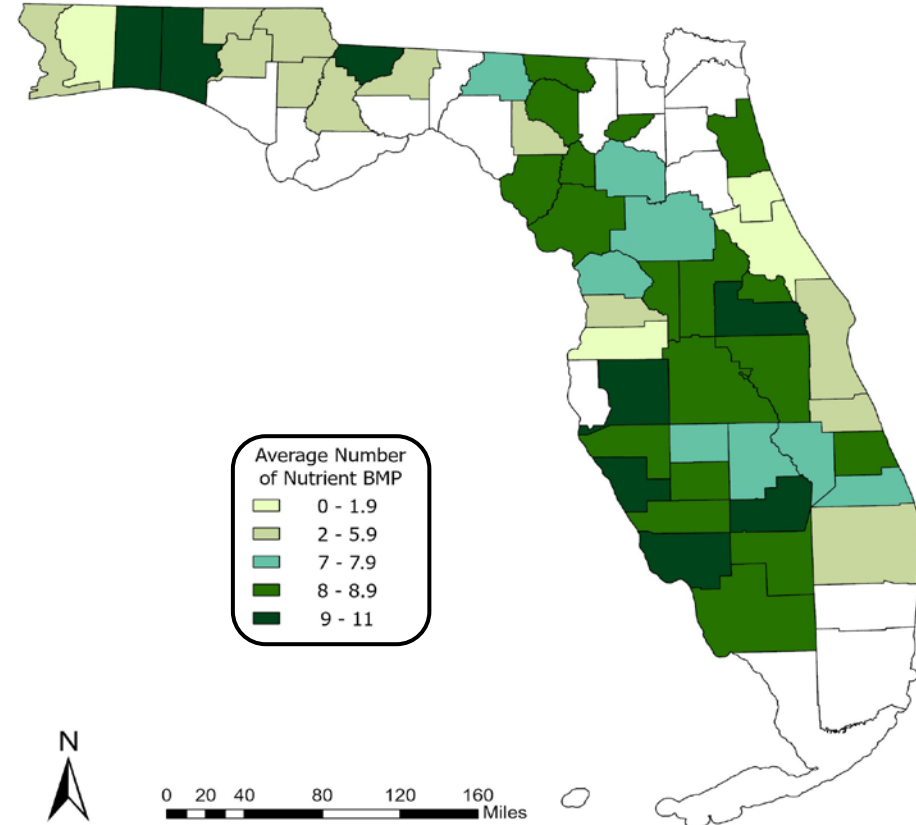 Average Number
of Nutrient BMP
0 - 1.9
2 - 5.9
7 - 7.9
8 - 8.9
9 - 11
N
0 20 40 80 120 160
Miles